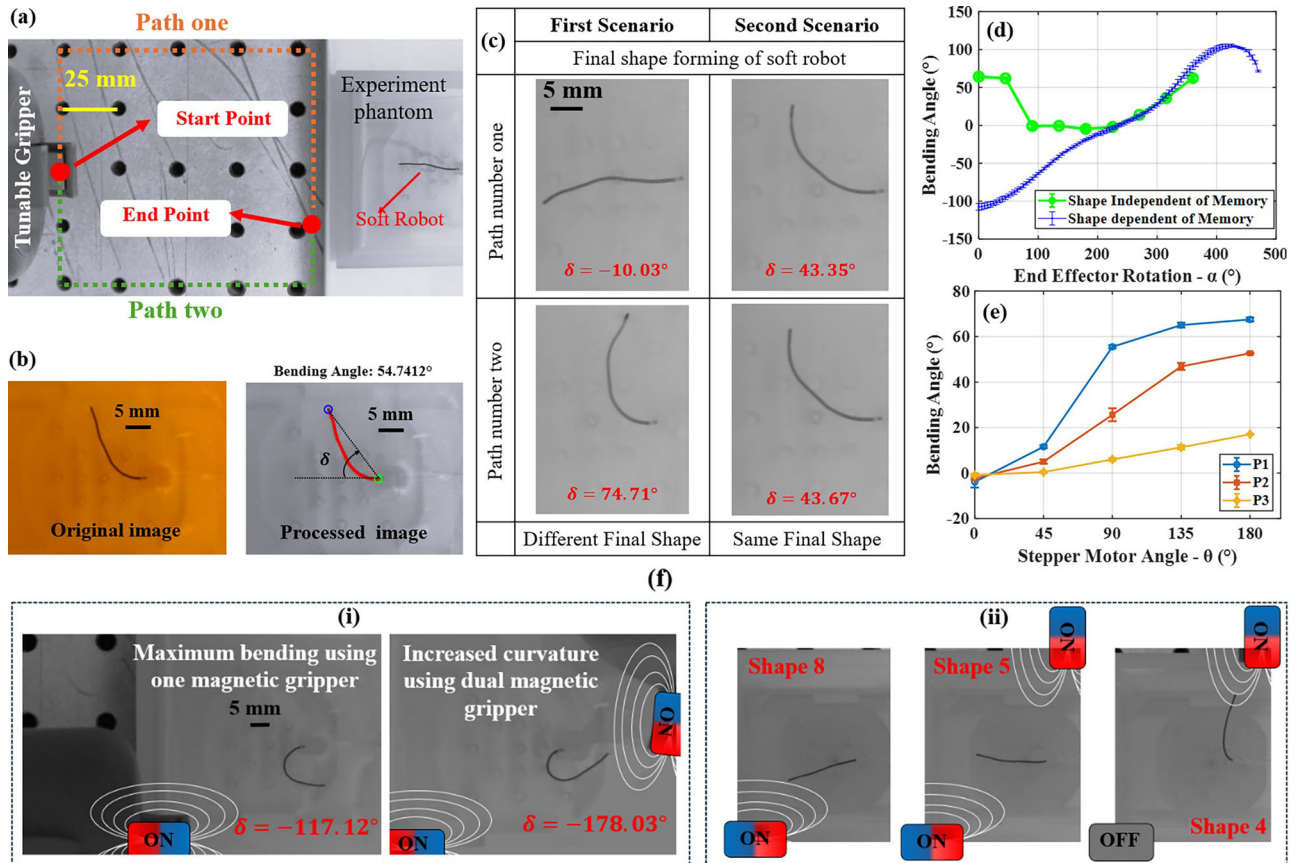 (a)
Path one
25 mm
Tunable Gripper
Start Point
End Point
Experiment
phantom
Soft Robot
Path two
(b)
5 mm
Original image
Bending Angle: 54.7412°
5 mm
δ
Processed image
(c)
First Scenario
Second Scenario
Final shape forming of soft robot
Path number one
5 mm
δ = −10.03°
δ = 43.35°
Path number two
δ = 74.71°
δ = 43.67°
Different Final Shape
Same Final Shape
(d)
Bending Angle (°)
150
100
50
0
-50
-100
-150
Shape Independent of Memory
Shape dependent of Memory
0
100
200
300
400
500
End Effector Rotation - α (°)
(e)
Bending Angle (°)
80
60
40
20
0
-20
P1
P2
P3
0
45
90
135
180
Stepper Motor Angle - θ (°)
(f)
(i)
Maximum bending using
one magnetic gripper
5 mm
ON
δ = −117.12°
Increased curvature
using dual magnetic
gripper
ON
ON
δ = −178.03°
(ii)
Shape 8
ON
Shape 5
ON
ON
ON
OFF
Shape 4